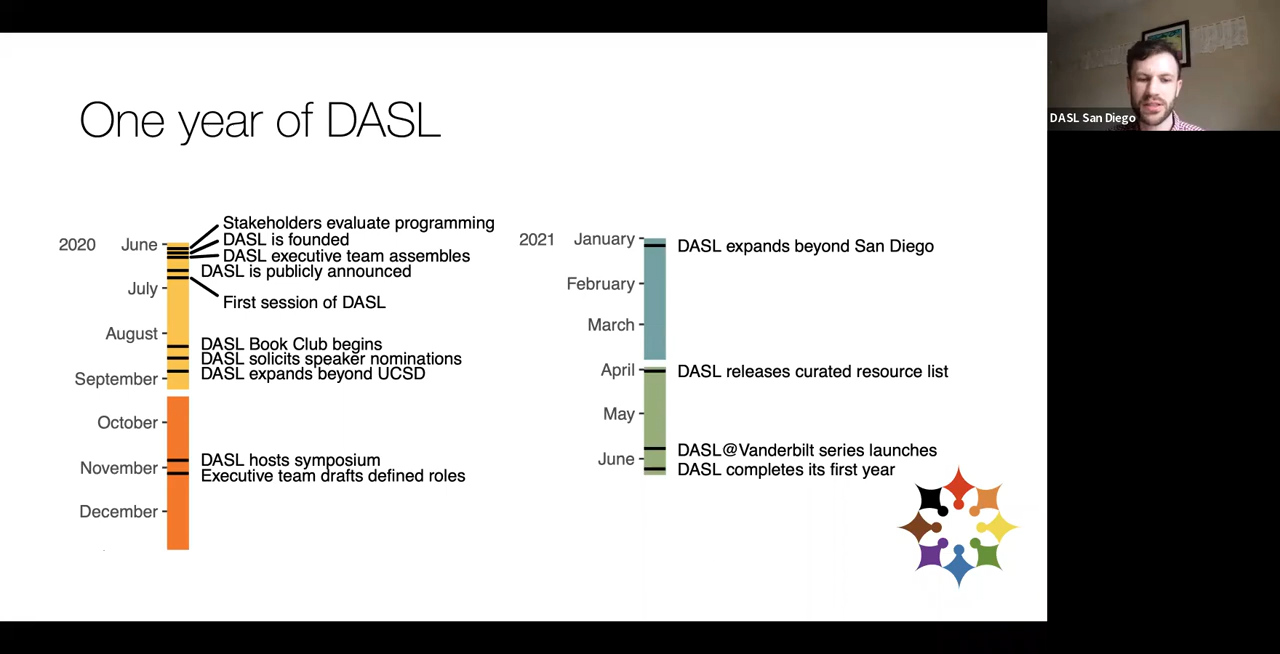 One year of DASL
2020
June
Stakeholders evaluate programming
DASL is founded
DASL executive team assembles
DASL is publicly announced
July
First session of DASL
August
DASL Book Club begins
DASL solicits speaker nominations
September
DASL expands beyond UCSD
October
November
DASL hosts symposium
Executive team drafts defined roles
December
2021
January
DASL expands beyond San Diego
February
March
April
DASL releases curated resource list
May
DASL@Vanderbilt series launches
June
DASL completes its first year
DASL San Diego